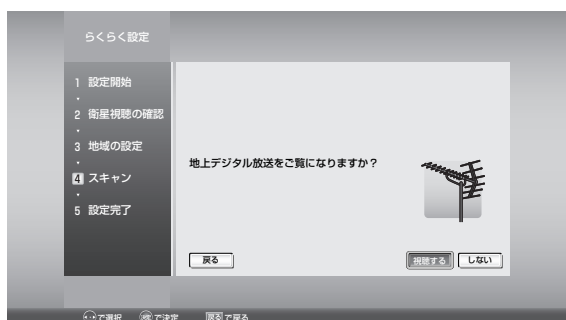 らくらく設定
1 設定開始
2 衛星視聴の確認
3 地域の設定
4 スキャン
5 設定完了
地上デジタル放送をご覧になりますか？
戻る
視聴する しない
で選択 決定 で決定 戻る で戻る